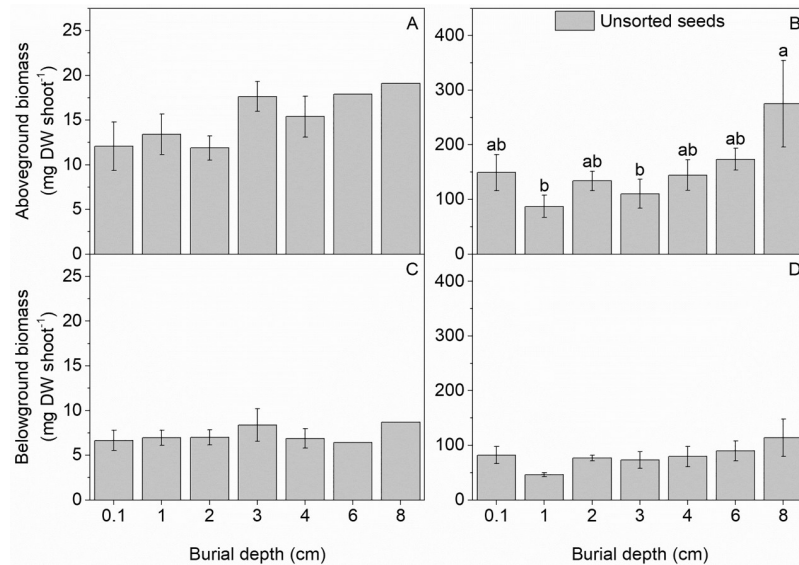 A
B
Unsorted seeds
Aboveground biomass
(mg DW shoot⁻¹)
25
20
15
10
5
0
400
300
200
100
0
ab
b
ab
b
ab
ab
a
C
D
Belowground biomass
(mg DW shoot⁻¹)
25
20
15
10
5
0
400
300
200
100
0
0.1 1 2 3 4 6 8
0.1 1 2 3 4 6 8
Burial depth (cm)
Burial depth (cm)